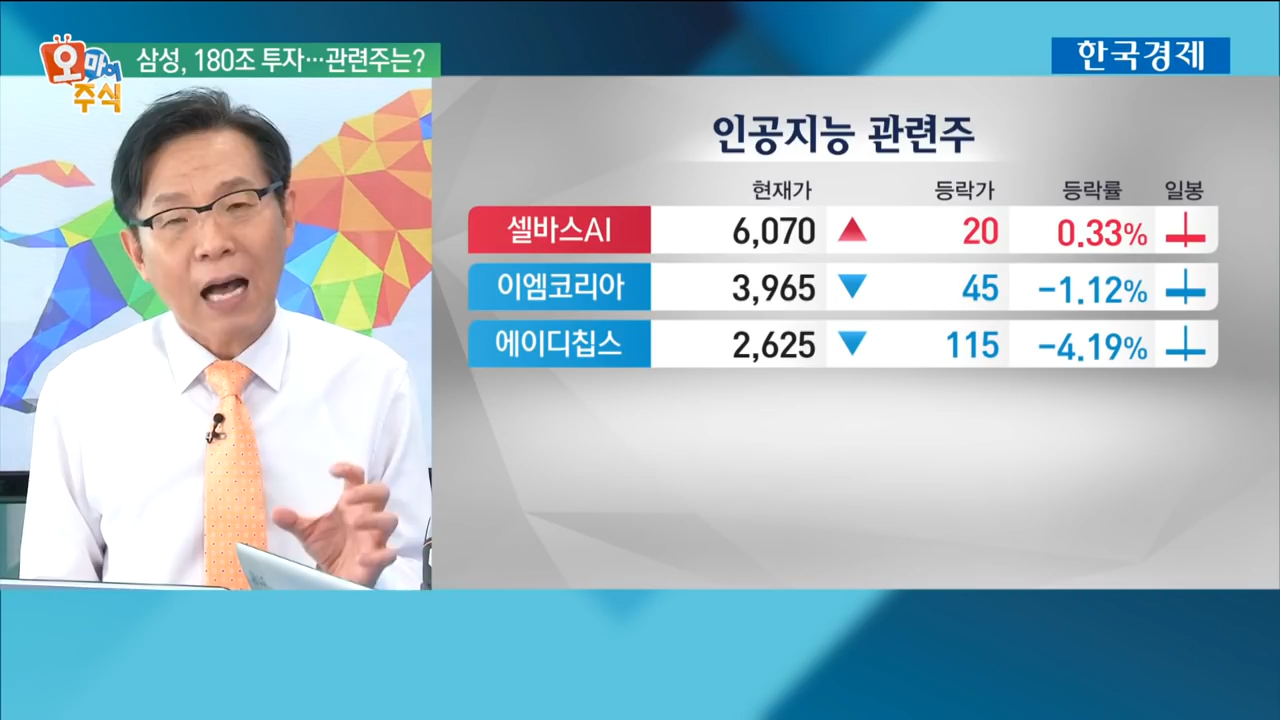 오마이
주식
삼성, 180조 투자…관련주는?
한국경제
인공지능 관련주
현재가 등락가 등락률 일봉
셀바스AI 6,070 ▲ 20 0.33%
이엠코리아 3,965 ▼ 45 -1.12%
에이디칩스 2,625 ▼ 115 -4.19%